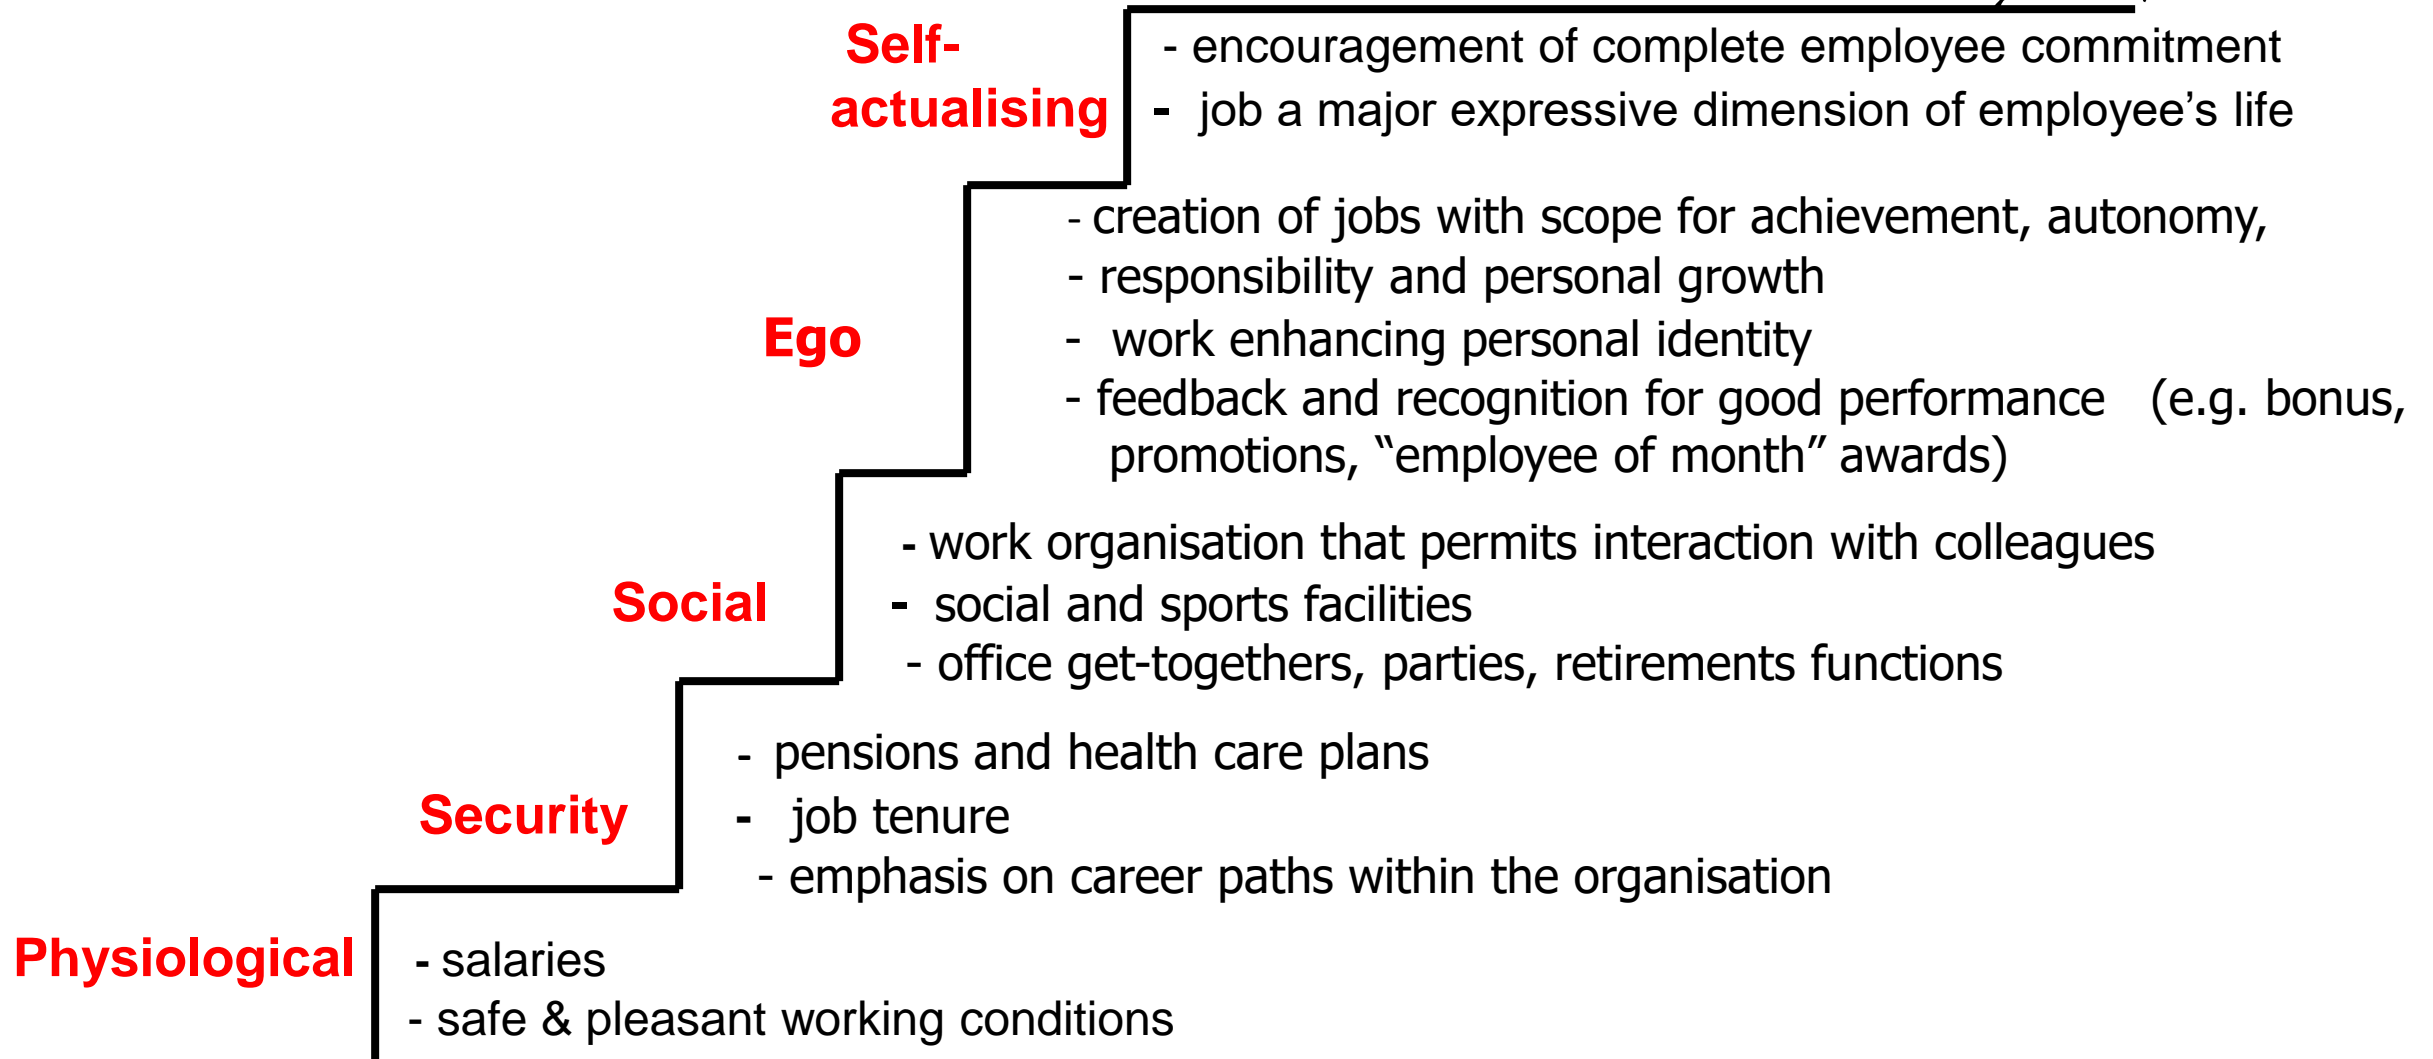 Self-
actualising
- encouragement of complete employee commitment
- job a major expressive dimension of employee’s life
Ego
- creation of jobs with scope for achievement, autonomy,
- responsibility and personal growth
- work enhancing personal identity
- feedback and recognition for good performance (e.g. bonus,
promotions, “employee of month” awards)
Social
- work organisation that permits interaction with colleagues
- social and sports facilities
- office get-togethers, parties, retirements functions
Security
- pensions and health care plans
- job tenure
- emphasis on career paths within the organisation
Physiological
- salaries
- safe & pleasant working conditions